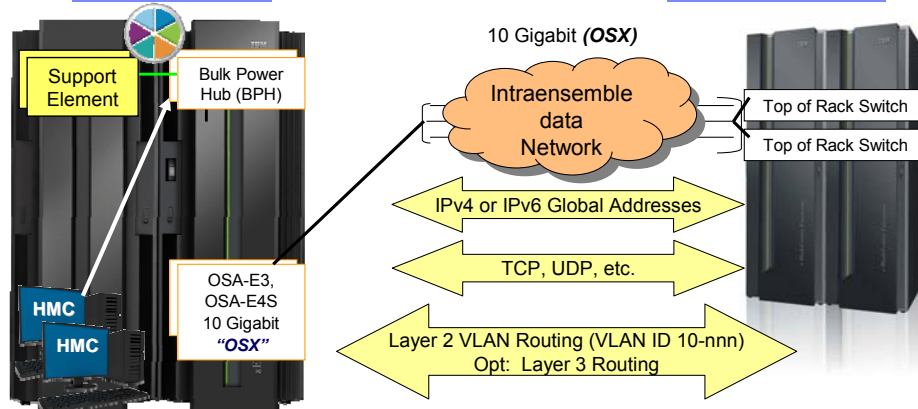 10 Gigabit (OSX)
Support
Element
Bulk Power
Hub (BPH)
IBM
Intraensemble
data
Network
Top of Rack Switch
Top of Rack Switch
IPv4 or IPv6 Global Addresses
TCP, UDP, etc.
OSA-E3,
OSA-E4S
10 Gigabit
“OSX”
HMC
HMC
Layer 2 VLAN Routing (VLAN ID 10-nnn)
Opt: Layer 3 Routing